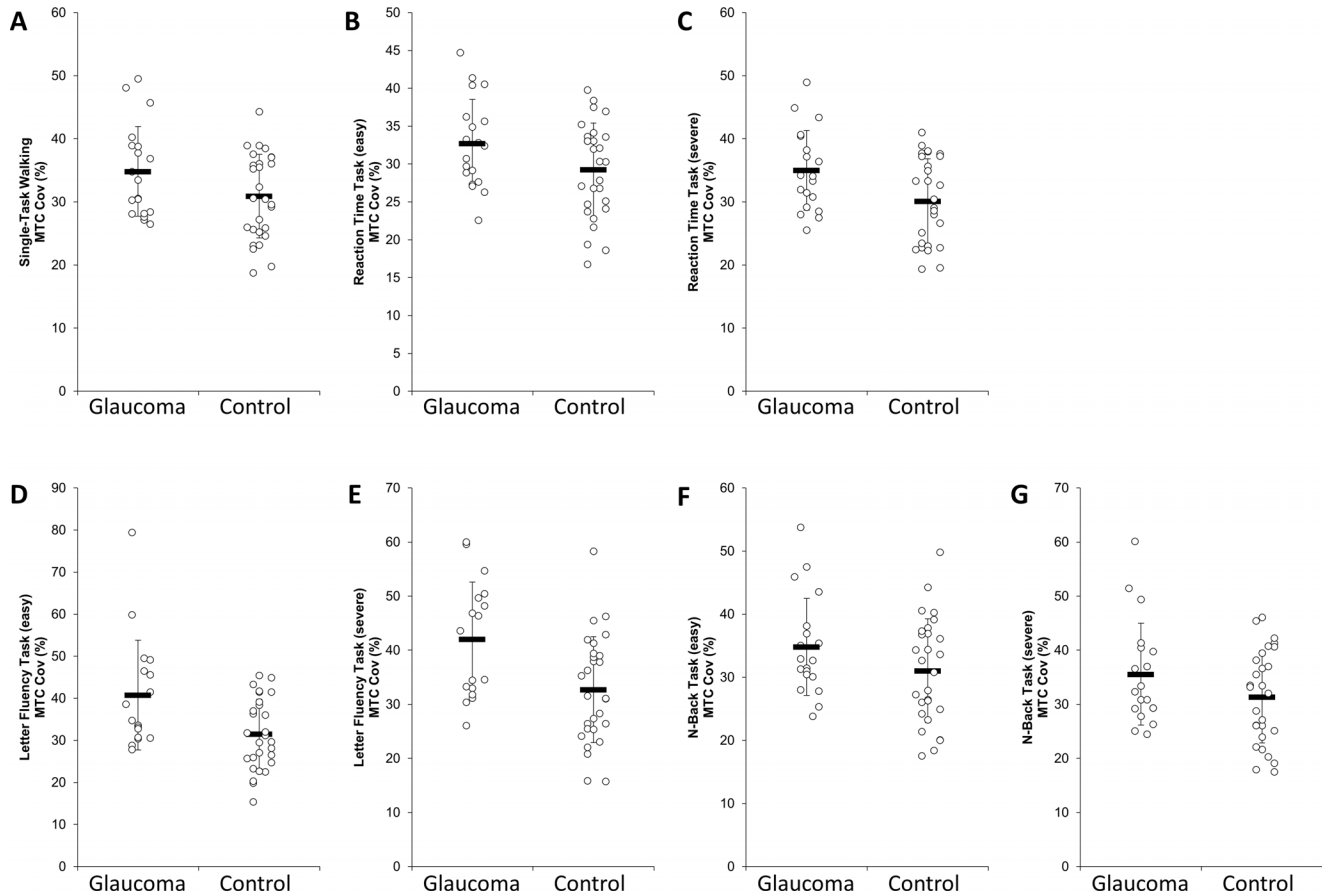 A
Single-Task Walking
MTC Cov (%)
60
50
40
30
20
10
0
Glaucoma Control
B
Reaction Time Task (easy)
MTC Cov (%)
50
45
40
35
30
25
20
15
10
5
0
Glaucoma Control
C
Reaction Time Task (severe)
MTC Cov (%)
60
50
40
30
20
10
0
Glaucoma Control
D
Letter Fluency Task (easy)
MTC Cov (%)
90
80
70
60
50
40
30
20
10
0
Glaucoma Control
E
Letter Fluency Task (severe)
MTC Cov (%)
70
60
50
40
30
20
10
0
Glaucoma Control
F
N-Back Task (easy)
MTC Cov (%)
60
50
40
30
20
10
0
Glaucoma Control
G
N-Back Task (severe)
MTC Cov (%)
70
60
50
40
30
20
10
0
Glaucoma Control